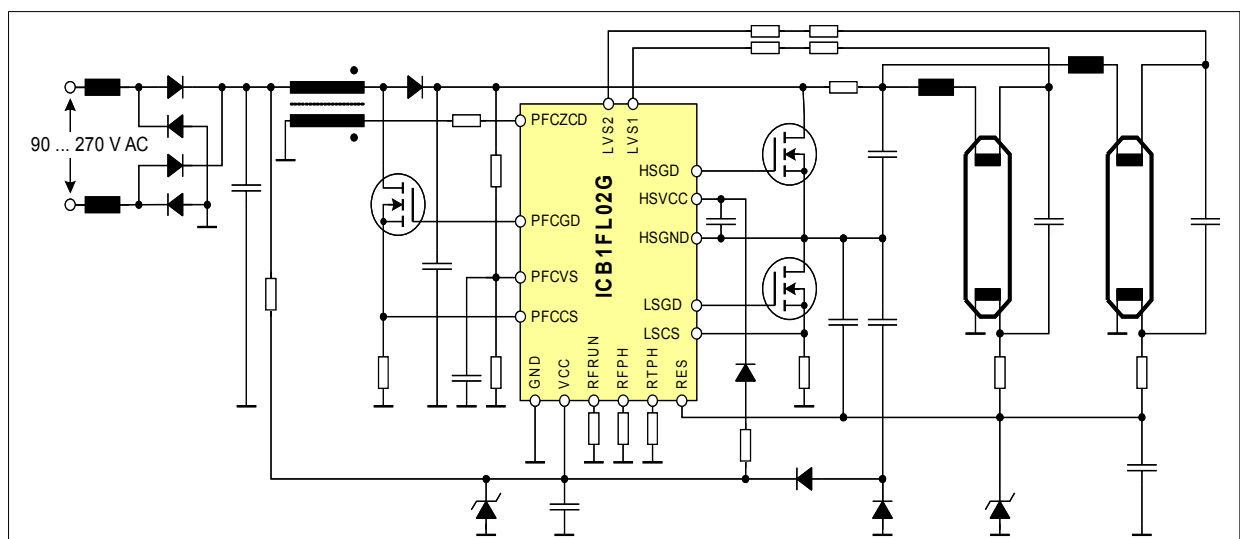 90 ... 270 V AC
PFCZCD
PFCGD
PFCVS
PFCCS
LVS2
LVS1
HSGD
HSVCC
HSGND
LSGD
LSCS
ICB1FL02G
GND
VCC
RFRUN
RFPH
RTPH
RES